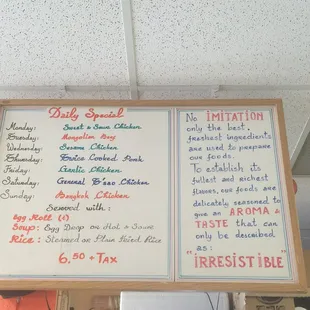 Daily Special
Monday: Sweet & Sour Chicken
Tuesday: Mongolian Beef
Wednesday: Sesame Chicken
Thursday: Twice Cooked Pork
Friday: Garlic Chicken
Saturday: General Tsao Chicken
Sunday: Bangkok Chicken
Served with:
Egg Roll (1)
Soup: Egg Drop or Hot & Sour
Rice: Steamed or Plain Fried Rice
6.50 + TAX
No IMITATION
only the best,
freshest ingredients
are used to prepare
our foods.
To establish its
fullest and richest
flavors, our foods are
delicately seasoned to
give an AROMA &
TASTE that can
only be described
as:
"IRRESISTIBLE"